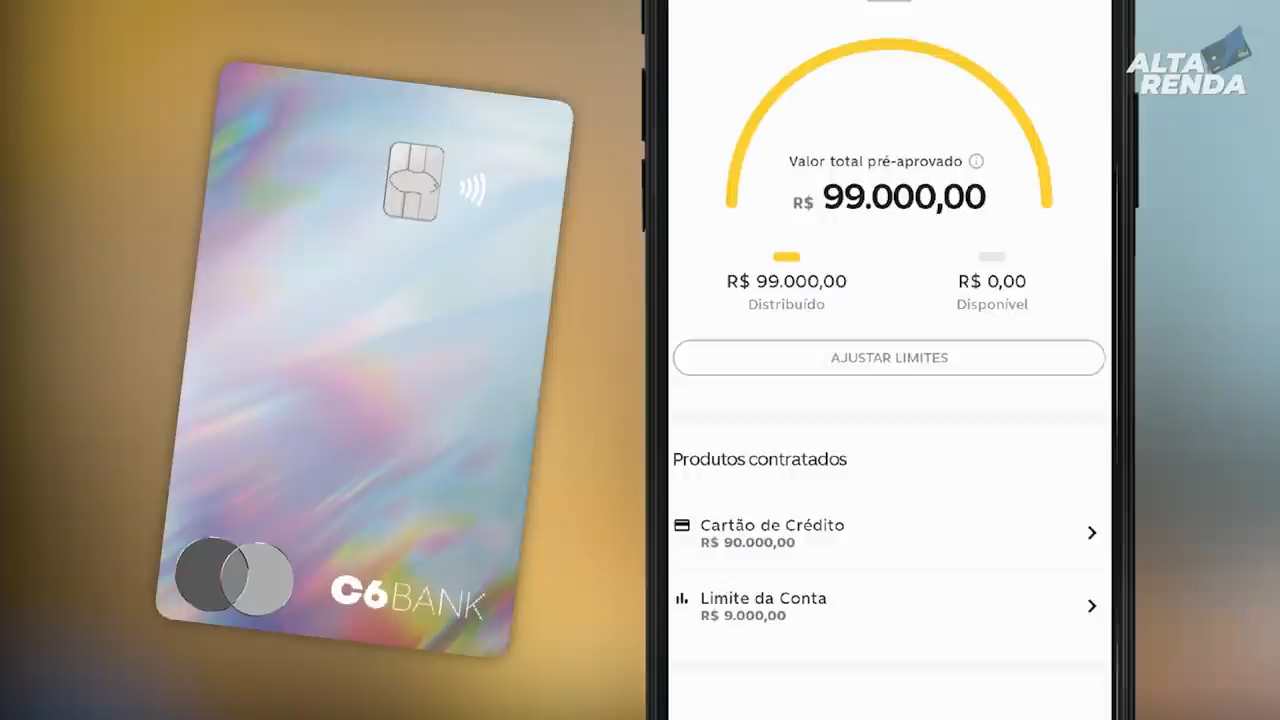 C6BANK
ALTA
RENDA
Valor total pré-aprovado
R$ 99.000,00
R$ 99.000,00
Distribuído
R$ 0,00
Disponível
AJUSTAR LIMITES
Produtos contratados
Cartão de Crédito
R$ 90.000,00
Limite da Conta
R$ 9.000,00